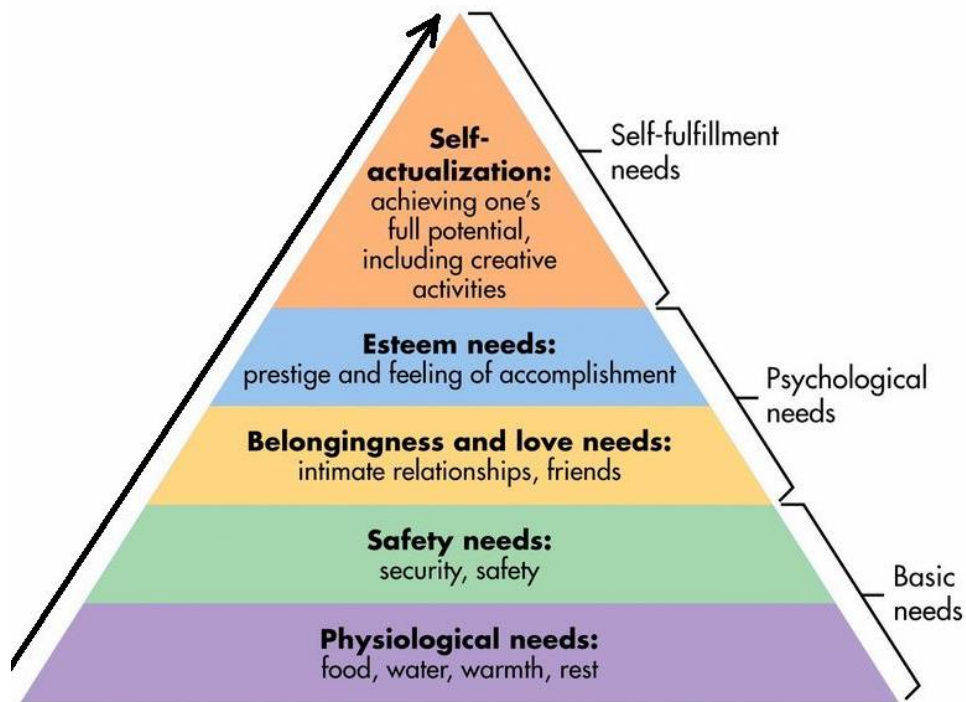 Self-
actualization:
achieving one's
full potential,
including creative
activities
Self-fulfillment
needs
Esteem needs:
prestige and feeling of accomplishment
Psychological
needs
Belongingness and love needs:
intimate relationships, friends
Safety needs:
security, safety
Basic
needs
Physiological needs:
food, water, warmth, rest